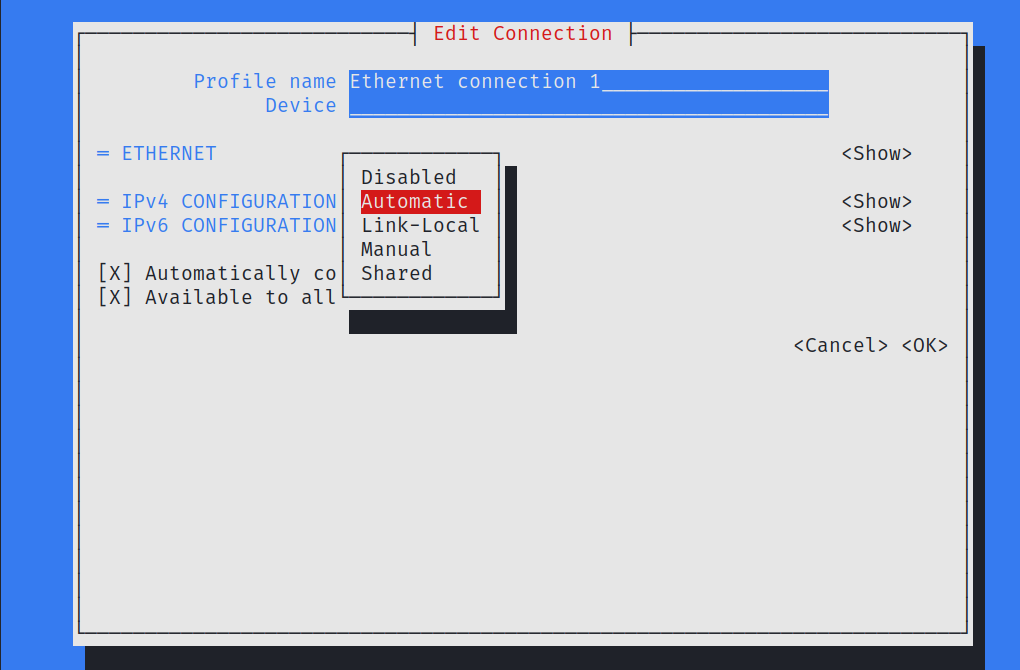 Edit Connection
Profile name Ethernet connection 1
Device
= ETHERNET <Show>
Disabled
= IPv4 CONFIGURATION Automatic <Show>
= IPv6 CONFIGURATION Link-Local <Show>
Manual
[X] Automatically co Shared
[X] Available to all
<Cancel> <OK>